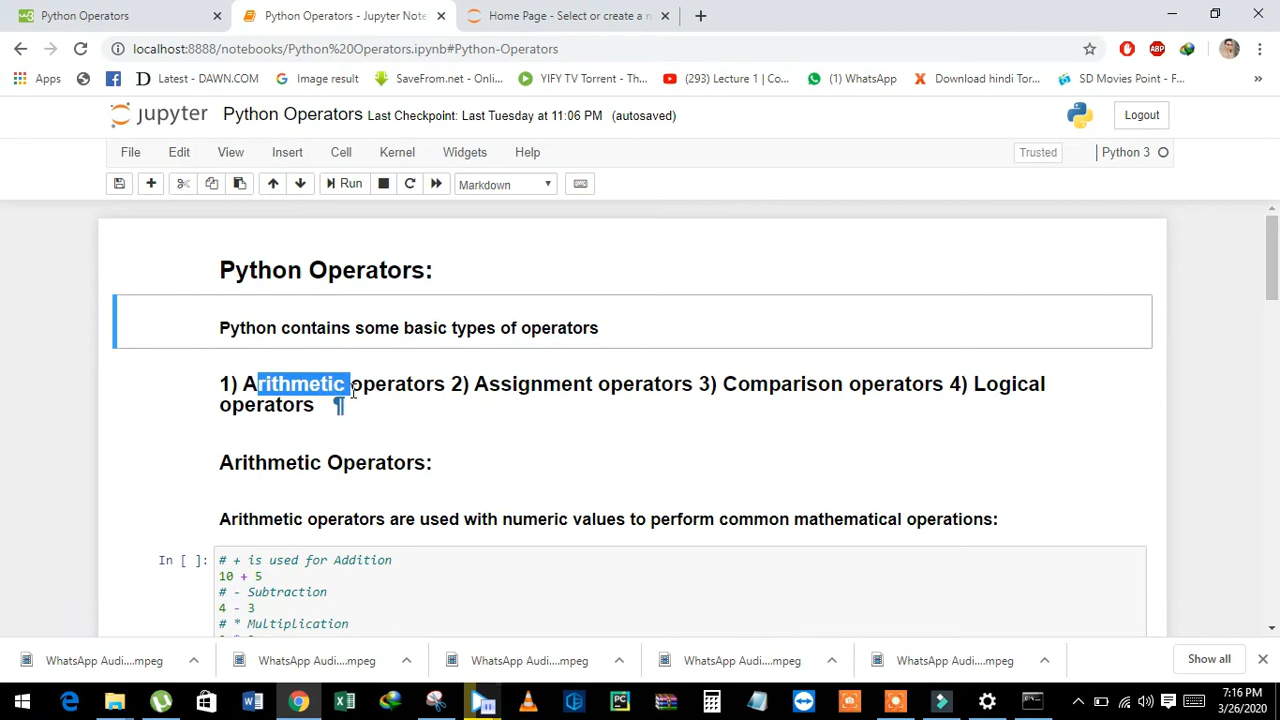 Python Operators
Python Operators - Jupyter Note
Home Page - Select or create a n
localhost:8888/notebooks/Python%20Operators.ipynb#Python-Operators
Apps
Latest - DAWN.COM
Image result
SaveFrom.net - Onli...
YIFY TV Torrent - Th...
(293) Lecture 1 | Co...
(1) WhatsApp
Download hindi Tor...
SD Movies Point - F...
»
jupyter Python Operators Last Checkpoint: Last Tuesday at 11:06 PM (autosaved)
Logout
File Edit View Insert Cell Kernel Widgets Help
Trusted
Python 3
Run
Markdown
Python Operators:
Python contains some basic types of operators
1) Arithmetic operators 2) Assignment operators 3) Comparison operators 4) Logical
operators ¶
Arithmetic Operators:
Arithmetic operators are used with numeric values to perform common mathematical operations:
In [ ]:
# + is used for Addition
10 + 5
# - Subtraction
4 - 3
# * Multiplication
WhatsApp Audi....mpeg
WhatsApp Audi....mpeg
WhatsApp Audi....mpeg
WhatsApp Audi....mpeg
WhatsApp Audi....mpeg
Show all
7:16 PM
3/26/2020